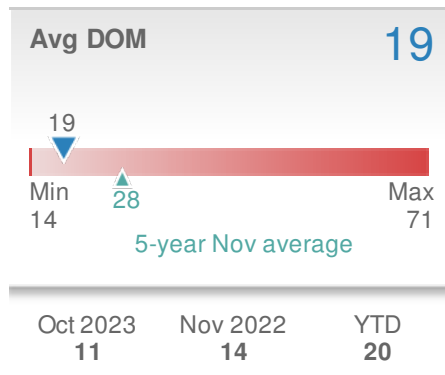 Avg DOM 19
19
Min Max
28
14 71
5-year Nov average
Oct 2023 Nov 2022 YTD
11 14 20